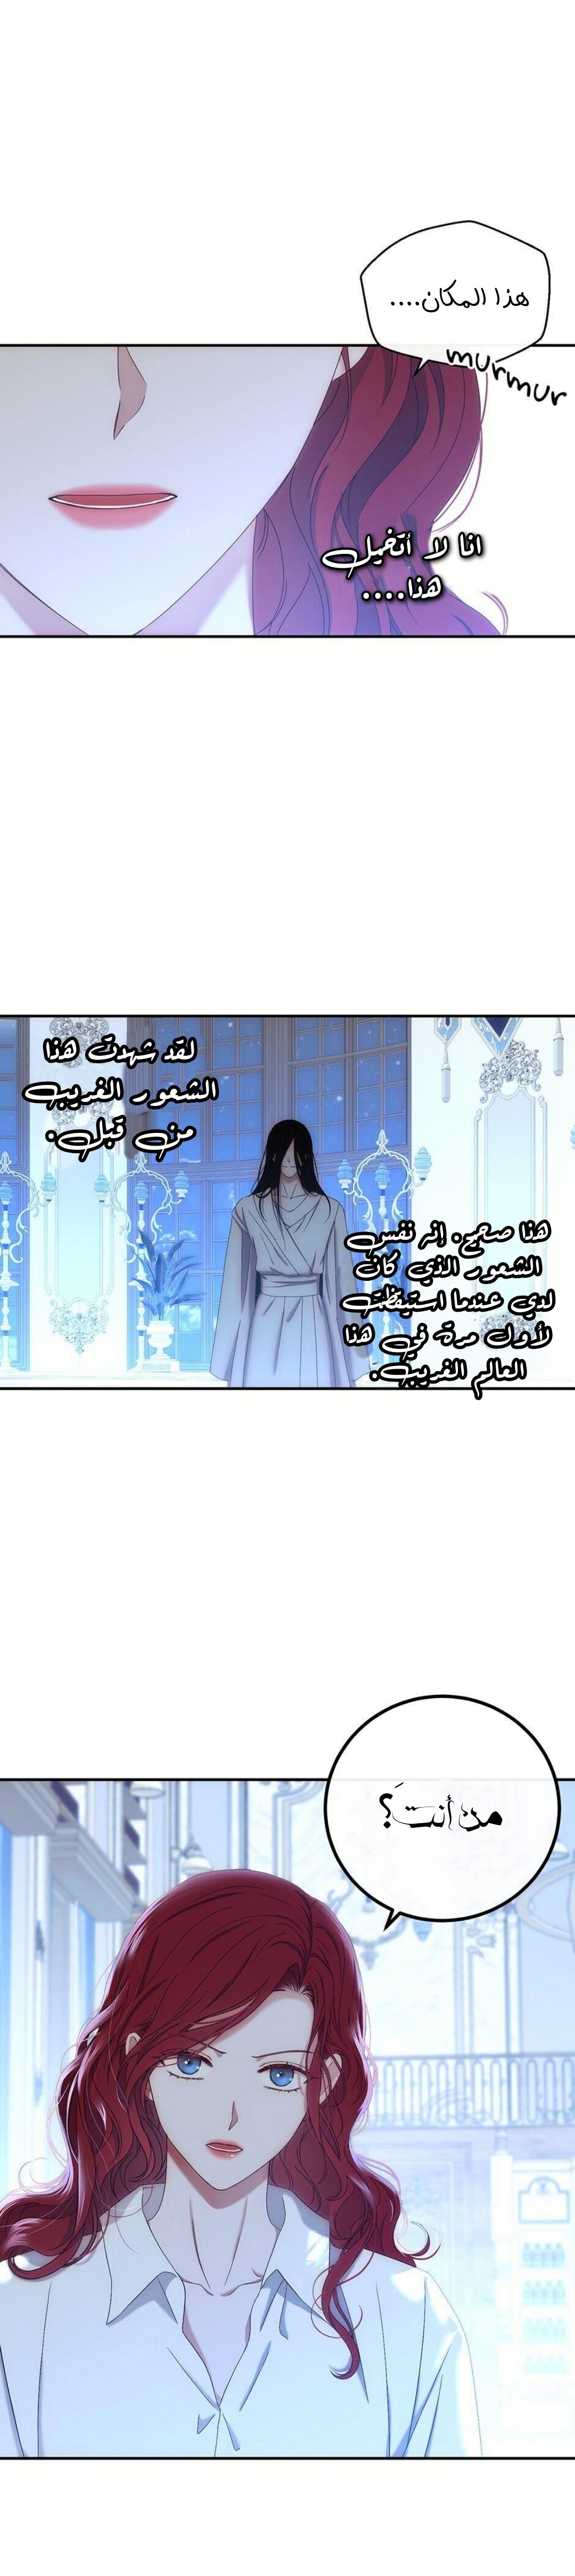 هذا المكان....
murmur
انا لا أتخيل
هذا....
لقد شهدت هذا
الشعور الغريب
من قبل.
هذا صحيح. إنه نفس
الشعور الذي كان
لدي عندما استيقظت
لأول مرة في هذا
العالم الغريب.
من أنتَ؟